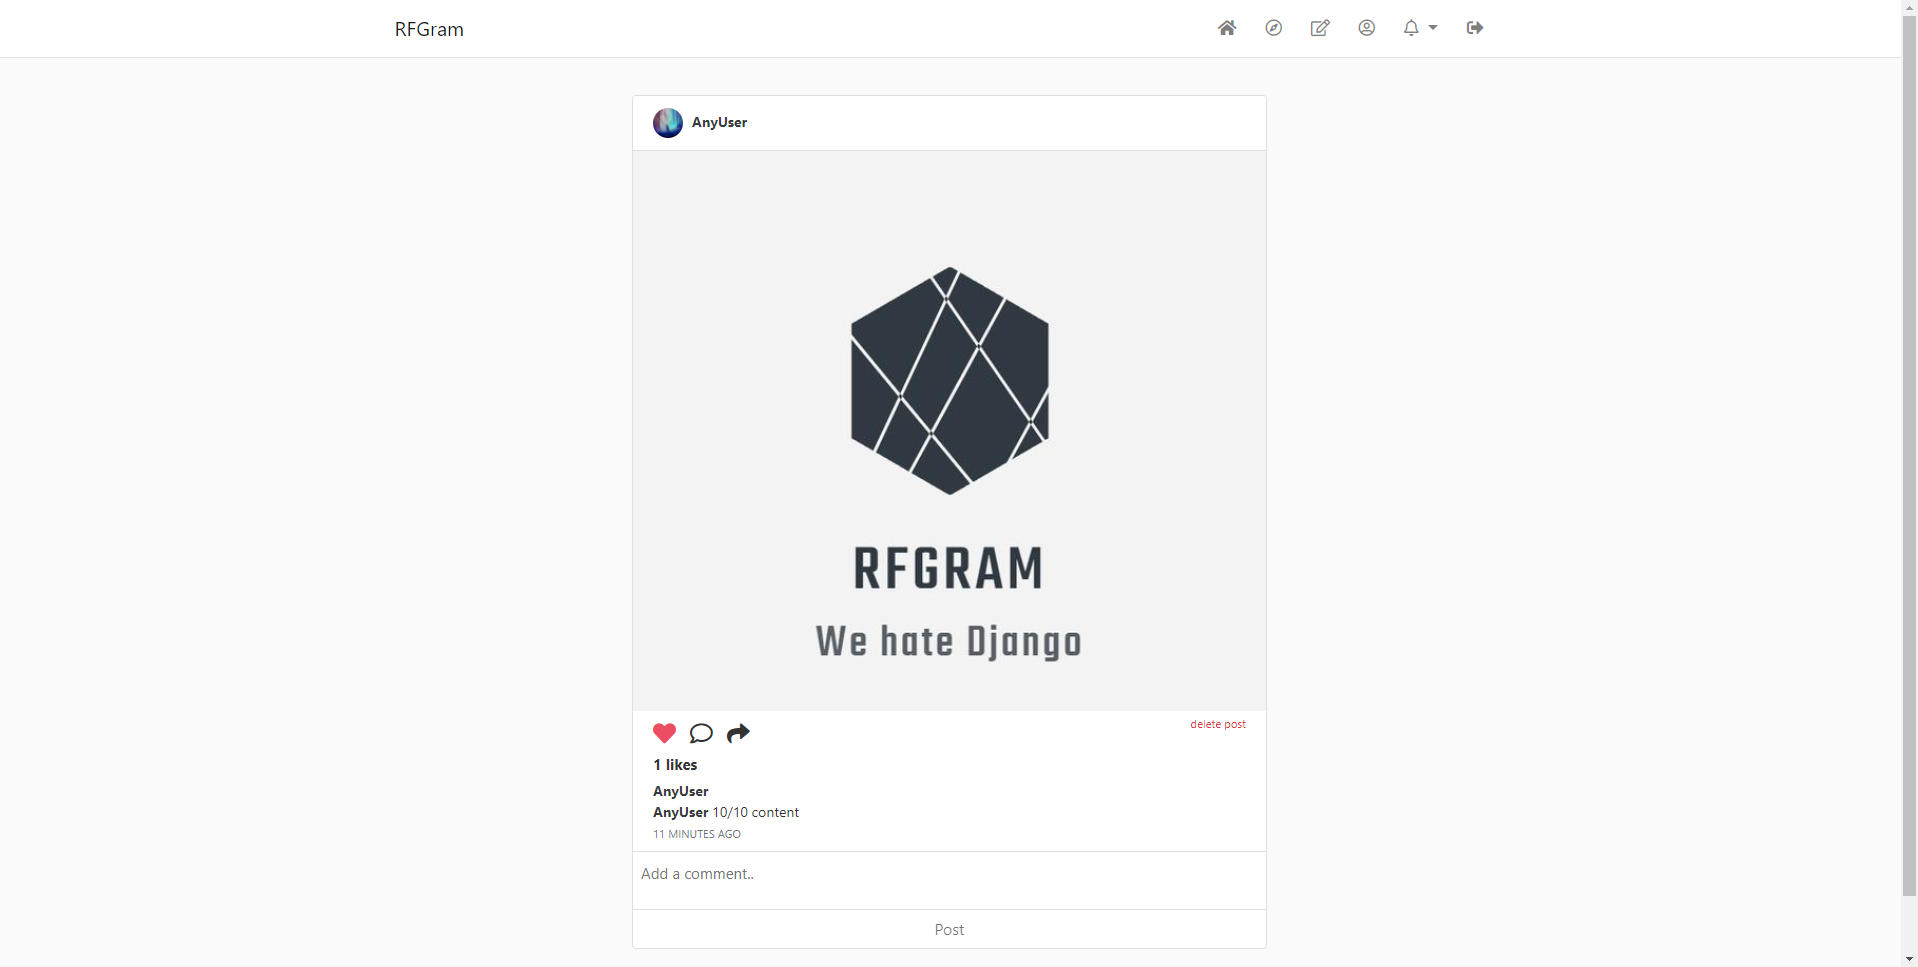 RFGram
AnyUser
RFGRAM
We hate Django
delete post
1 likes
AnyUser
AnyUser 10/10 content
11 MINUTES AGO
Add a comment..
Post